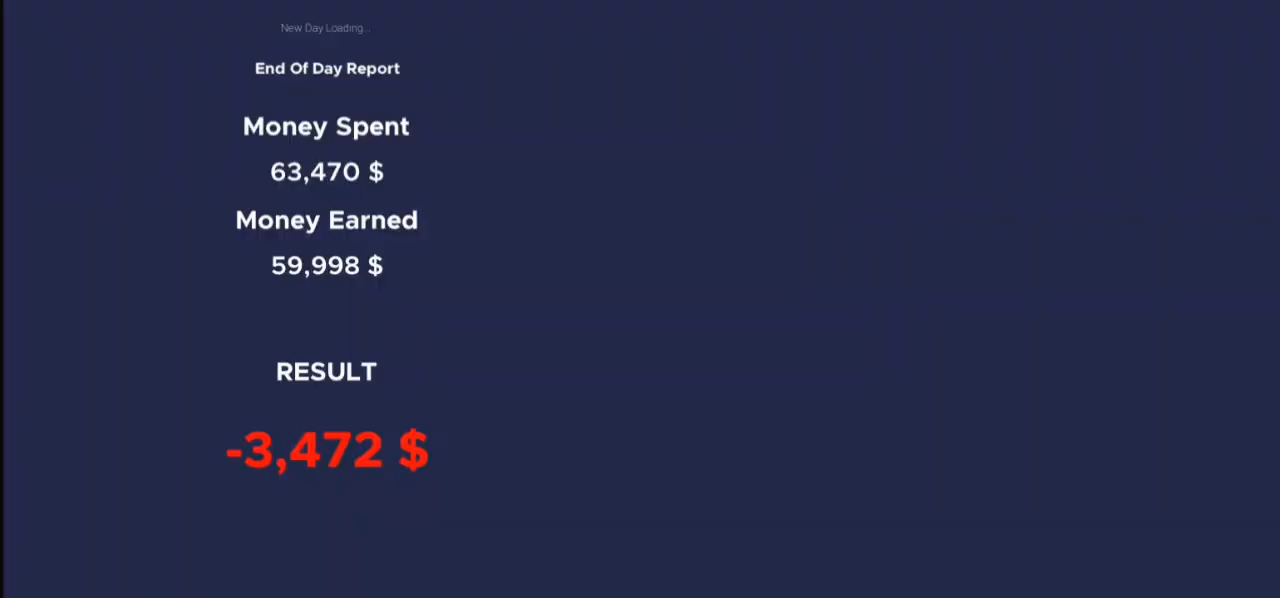 New Day Loading...
End Of Day Report
Money Spent
63,470 $
Money Earned
59,998 $
RESULT
-3,472 $